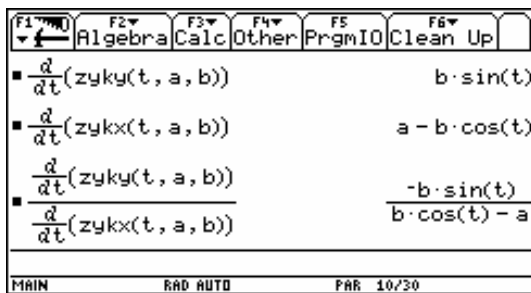 F1 F2 F3 F4 F5 F6
Algebra Calc Other PrgmIO Clean Up
d/dt(zyky(t,a,b)) b·sin(t)
d/dt(zykx(t,a,b)) a - b·cos(t)
d/dt(zyky(t,a,b)) / d/dt(zykx(t,a,b)) -b·sin(t) / b·cos(t) - a
MAIN RAD AUTO PAR 10/30